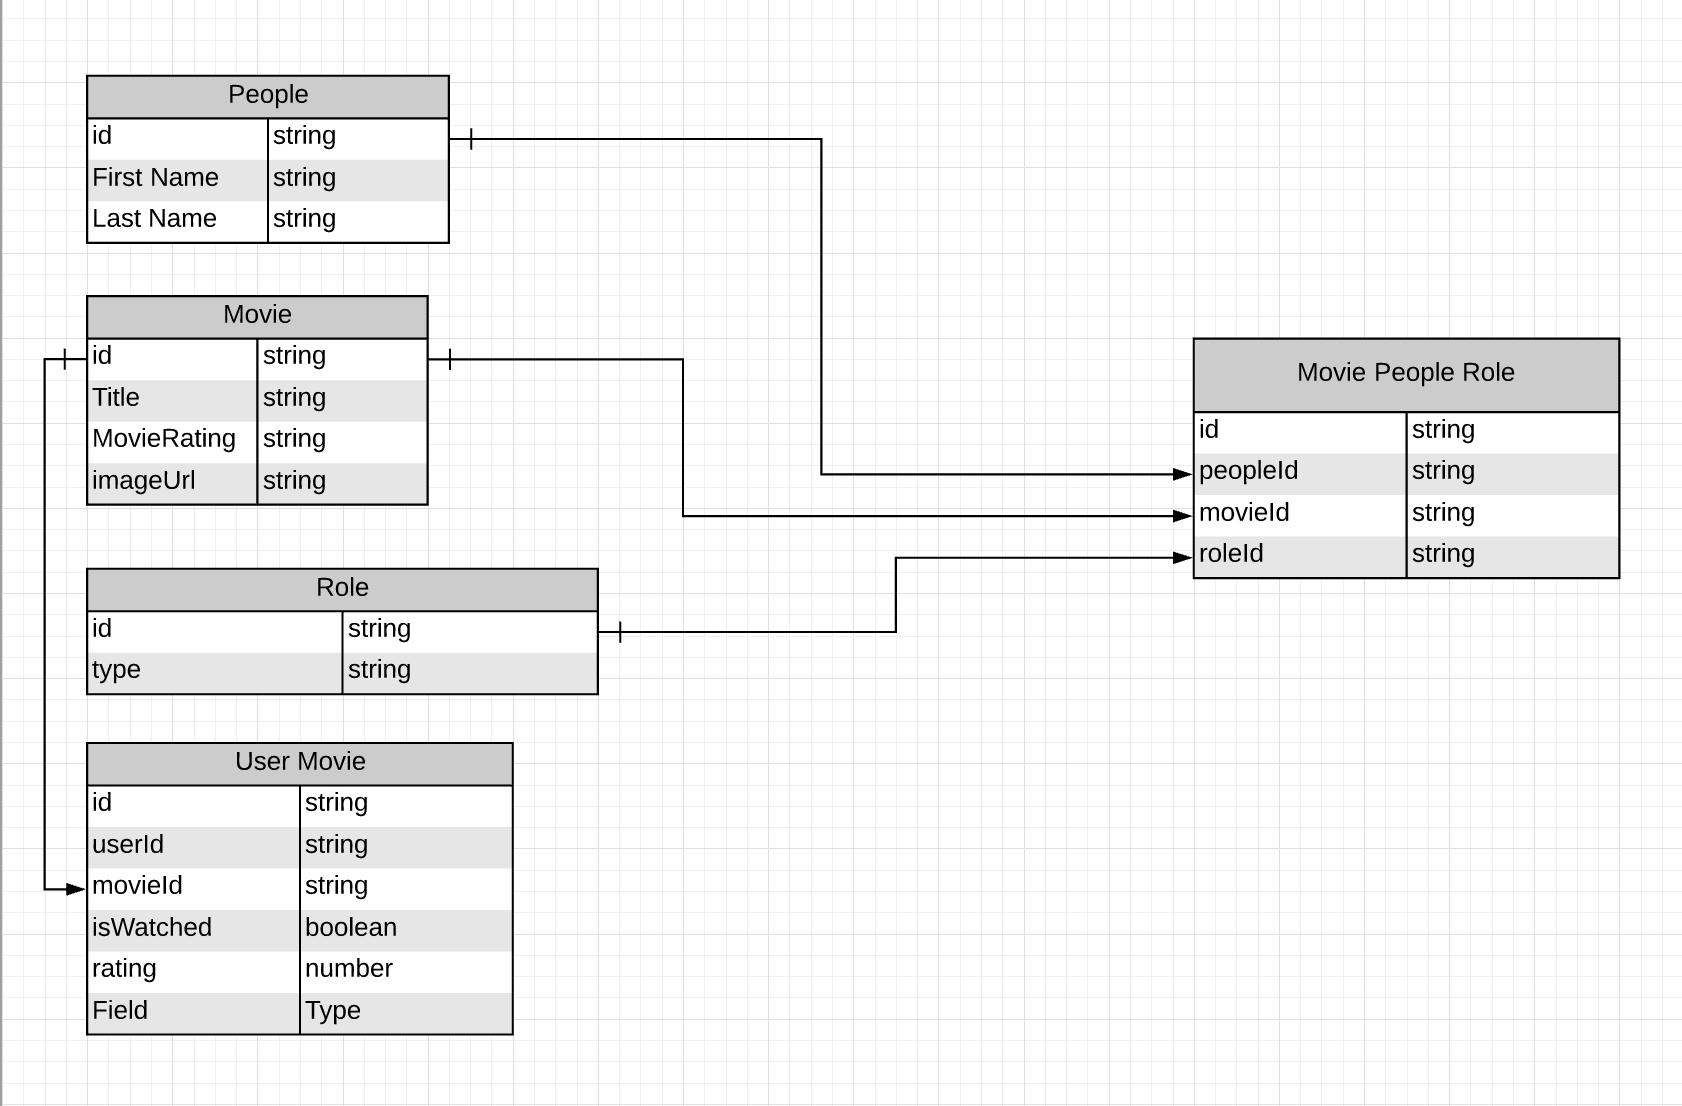 People
id string
First Name string
Last Name string
Movie
id string
Title string
MovieRating string
imageUrl string
Role
id string
type string
User Movie
id string
userId string
movieId string
isWatched boolean
rating number
Field Type
Movie People Role
id string
peopleId string
movieId string
roleId string